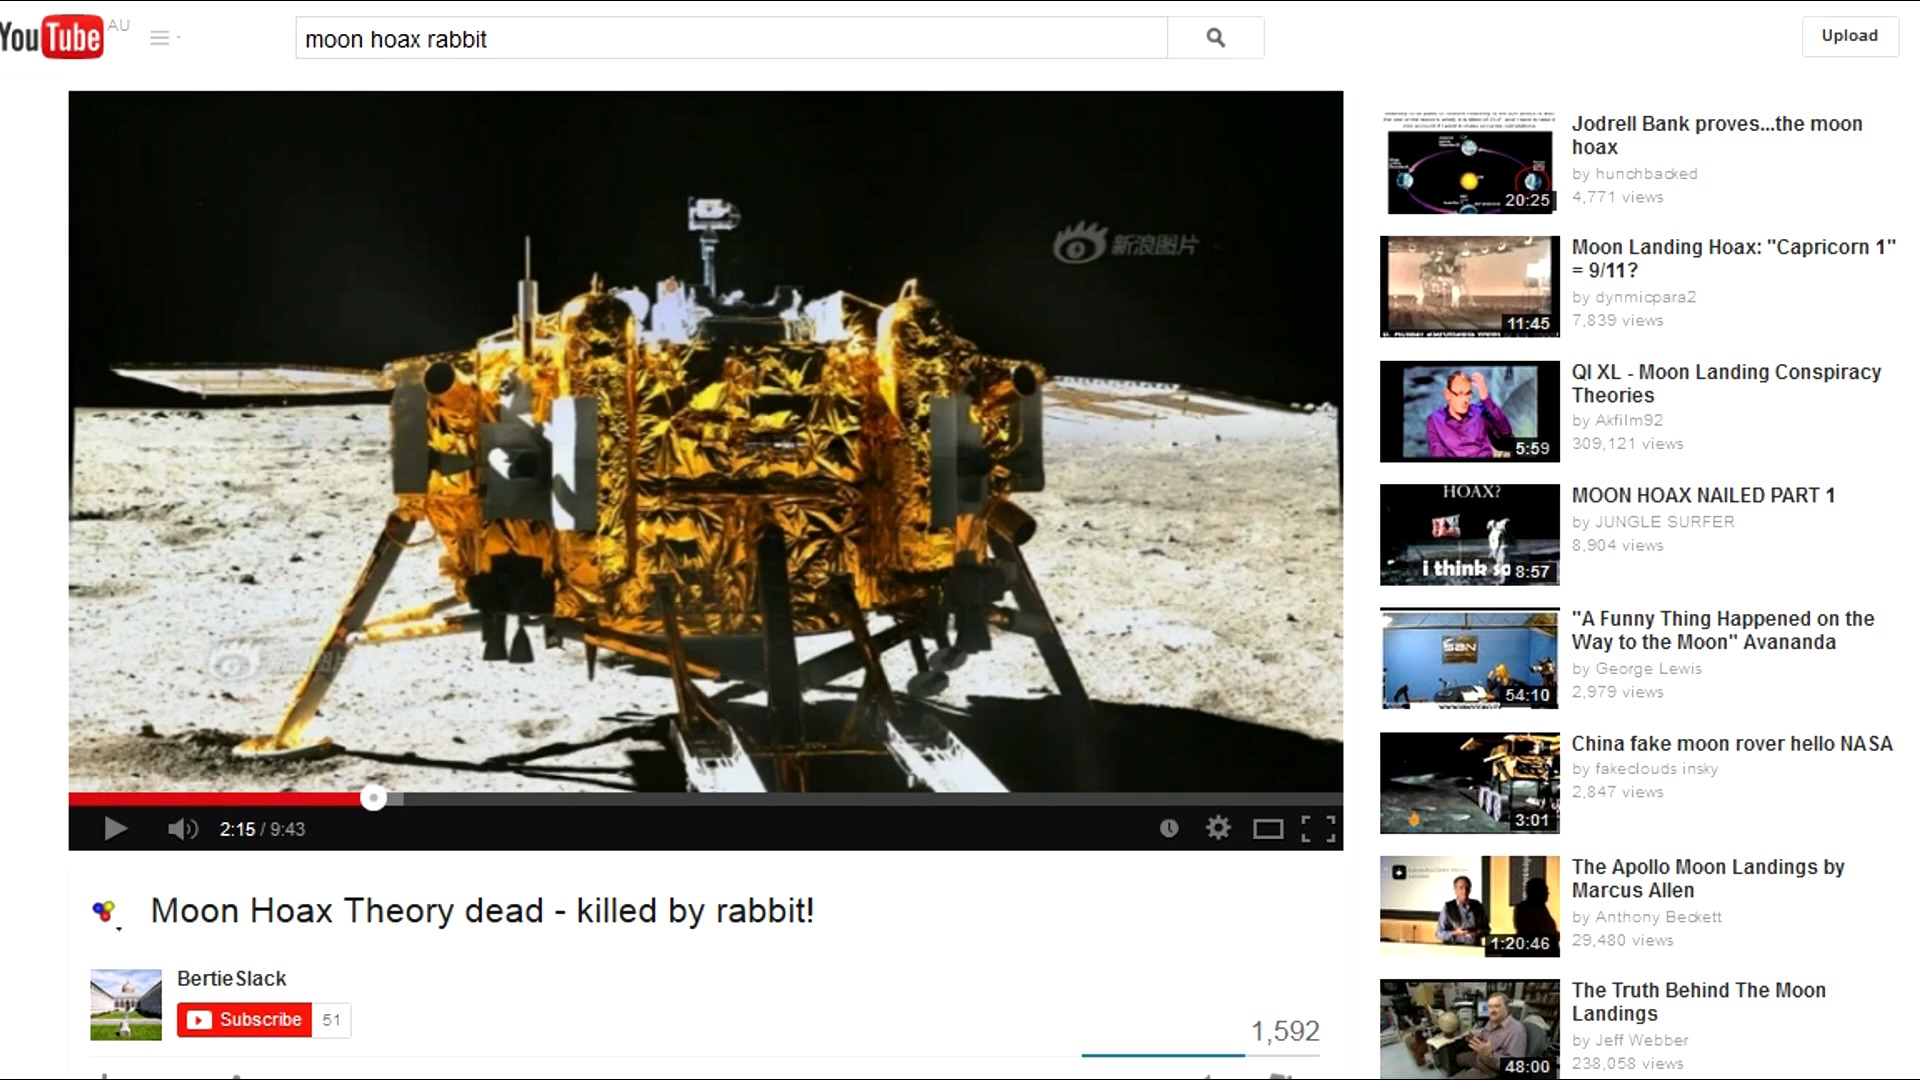 YouTube AU
moon hoax rabbit
Upload
新浪图片
2:15 / 9:43
Moon Hoax Theory dead - killed by rabbit!
BertieSlack
Subscribe 51
1,592
20:25
Jodrell Bank proves...the moon
hoax
by hunchbacked
4,771 views
11:45
Moon Landing Hoax: "Capricorn 1"
= 9/11?
by dynmicpara2
7,839 views
5:59
QI XL - Moon Landing Conspiracy
Theories
by Akfilm92
309,121 views
HOAX?
i think so
8:57
MOON HOAX NAILED PART 1
by JUNGLE SURFER
8,904 views
54:10
"A Funny Thing Happened on the
Way to the Moon" Avananda
by George Lewis
2,979 views
3:01
China fake moon rover hello NASA
by fakeclouds insky
2,847 views
1:20:46
The Apollo Moon Landings by
Marcus Allen
by Anthony Beckett
29,480 views
48:00
The Truth Behind The Moon
Landings
by Jeff Webber
238,058 views